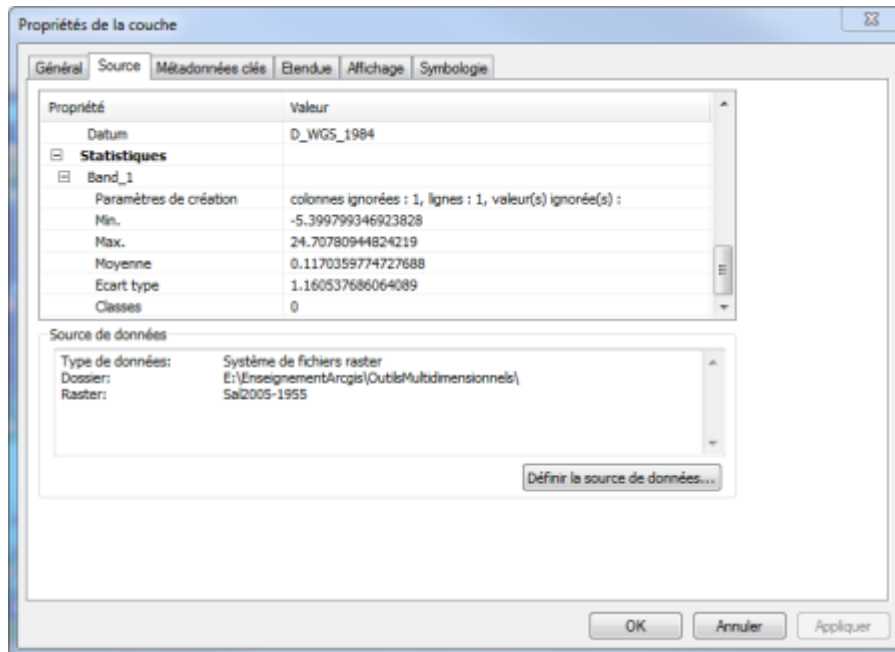 Propriétés de la couche
Général Source Métadonnées clés Etendue Affichage Symbologie
Propriété Valeur
Datum D_WGS_1984
Statistiques
Band_1
Paramètres de création colonnes ignorées : 1, lignes : 1, valeur(s) ignorée(s) :
Min. -5.399799346923828
Max. 24.70780944824219
Moyenne 0.1170359774727688
Ecart type 1.160537686064089
Classes 0
Source de données
Type de données: Système de fichiers raster
Dossier: E:\EnseignementArcgis\OutilsMultidimensionnels\
Raster: Sal2005-1955
Définir la source de données...
OK Annuler Appliquer